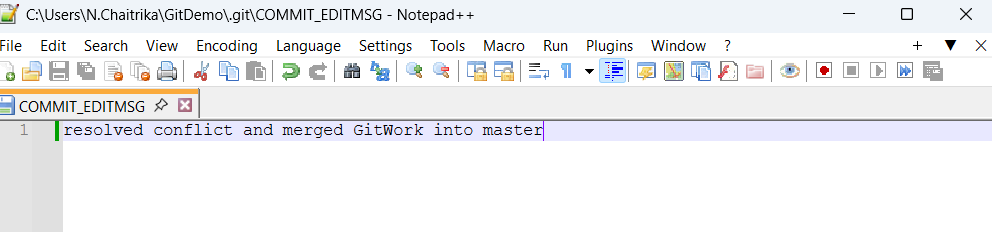 C:\Users\N.Chaitrika\GitDemo\.git\COMMIT_EDITMSG - Notepad++
File Edit Search View Encoding Language Settings Tools Macro Run Plugins Window ?
COMMIT_EDITMSG
1 resolved conflict and merged GitWork into master